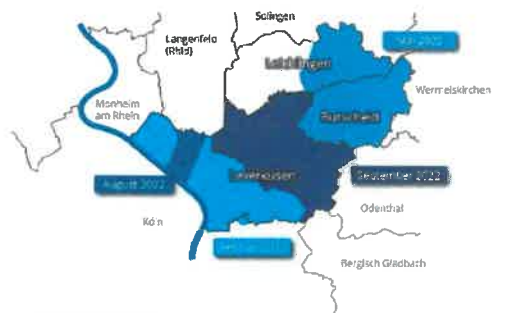 Solingen
Langenfeld
(Rhld)
Leichlingen
Wermelskirchen
Monheim
am Rhein
Burscheid
Leverkusen
August 2022
September 2022
Köln
Odenthal
Bergisch Gladbach